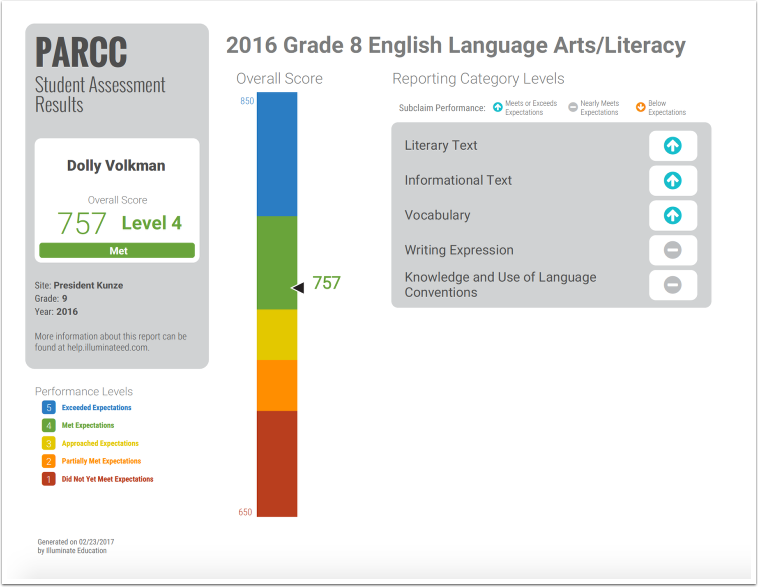 PARCC
Student Assessment
Results
Dolly Volkman
Overall Score
757 Level 4
Met
Site: President Kunze
Grade: 9
Year: 2016
More information about this report can be
found at help.illuminateed.com.
Performance Levels
5 Exceeded Expectations
4 Met Expectations
3 Approached Expectations
2 Partially Met Expectations
1 Did Not Yet Meet Expectations
Generated on 02/23/2017
by Illuminate Education
2016 Grade 8 English Language Arts/Literacy
Overall Score
850
757
650
Reporting Category Levels
Subclaim Performance:
Meets or Exceeds
Expectations
Nearly Meets
Expectations
Below
Expectations
Literary Text
Informational Text
Vocabulary
Writing Expression
Knowledge and Use of Language
Conventions